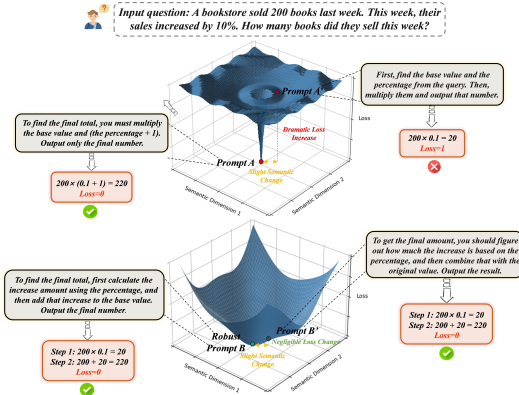 Input question: A bookstore sold 200 books last week. This week, their
sales increased by 10%. How many books did they sell this week?
First, find the base value and the
percentage from the query. Then,
multiply them and output that number.
Prompt A'
Loss
To find the final total, you must multiply
the base value and (the percentage + 1).
Output only the final number.
Dramatic Loss
Increase
200 × 0.1 = 20
Loss=1
Prompt A
Slight Semantic
Change
200 × (0.1 + 1) = 220
Loss=0
Semantic Dimension 1
Semantic Dimension 2
To get the final amount, you should figure
out how much the increase is based on the
percentage, and then combine that with the
original value. Output the result.
Loss
To find the final total, first calculate the
increase amount using the percentage, and
then add that increase to the base value.
Output the final number.
Robust
Prompt B
Prompt B'
Negligible Loss Change
Slight Semantic
Change
Step 1: 200 × 0.1 = 20
Step 2: 200 + 20 = 220
Loss=0
Step 1: 200 × 0.1 = 20
Step 2: 200 + 20 = 220
Loss=0
Semantic Dimension 1
Semantic Dimension 2